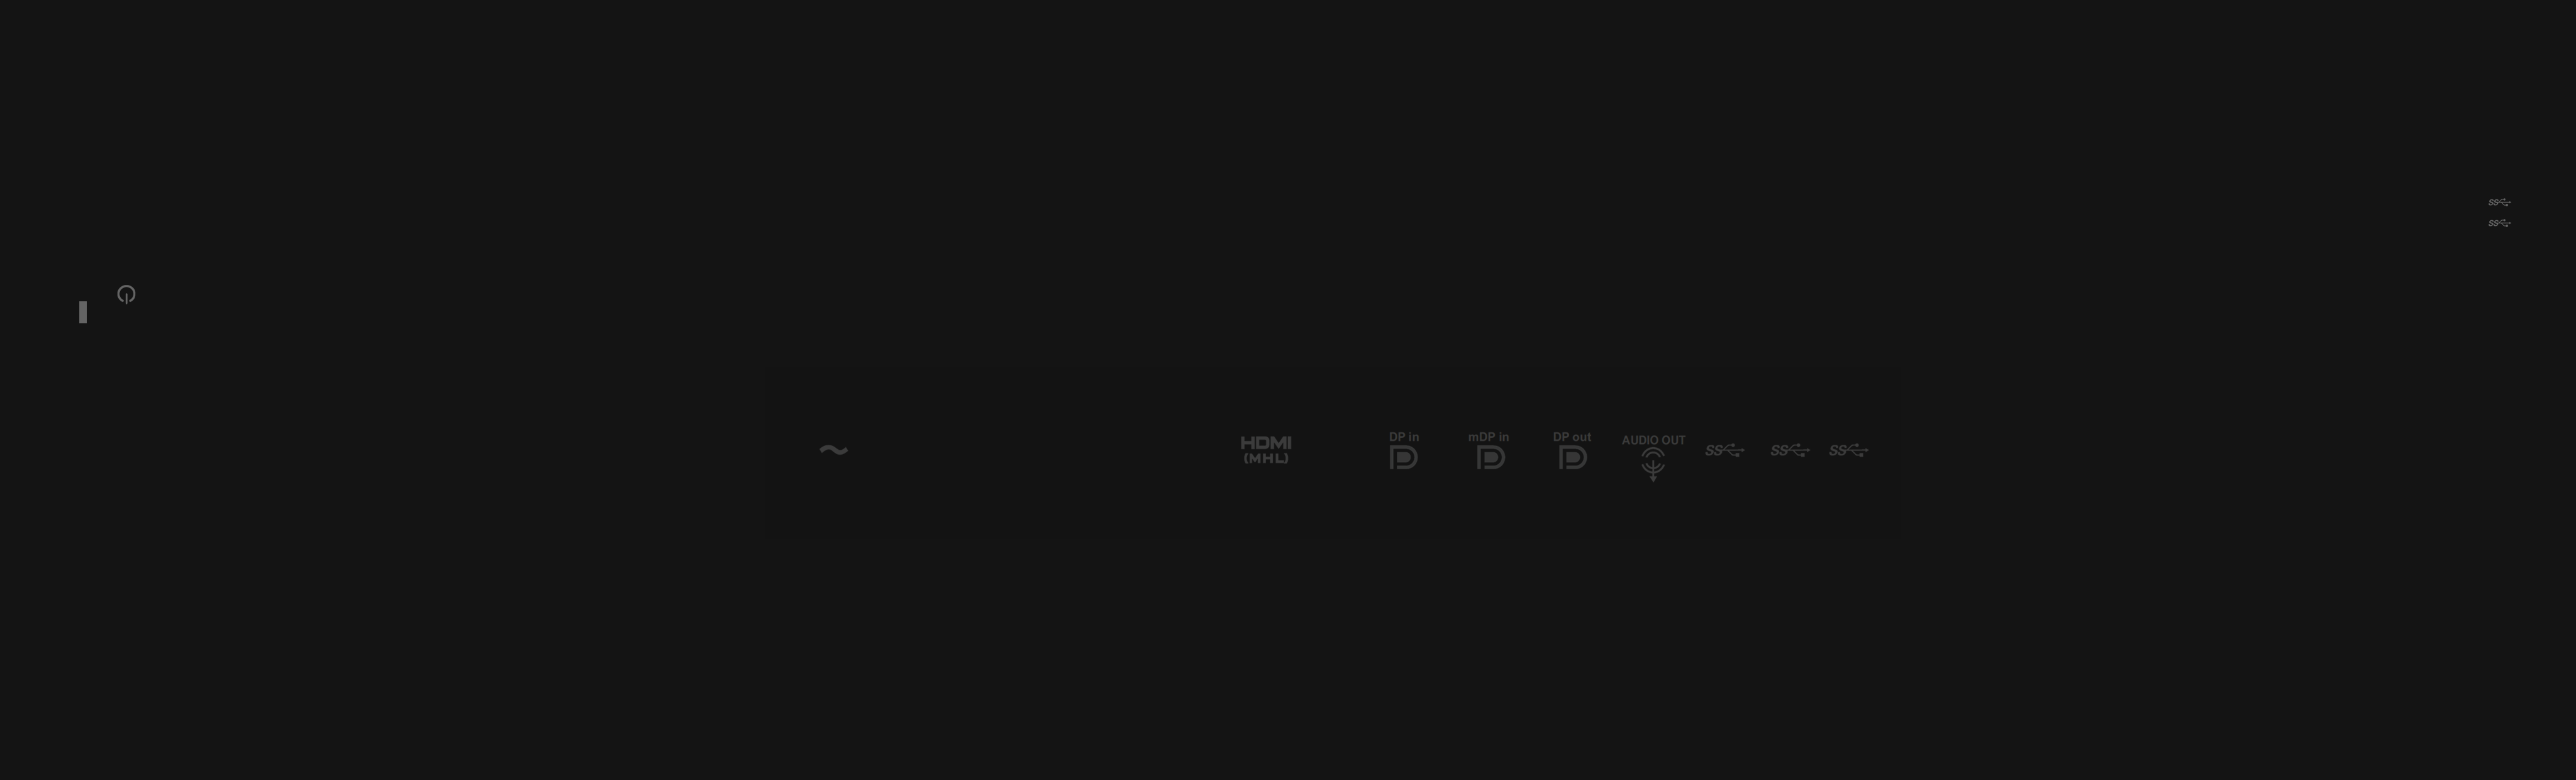 SS
SS
HDMI
(MHL)
DP in
mDP in
DP out
AUDIO OUT
SS
SS
SS